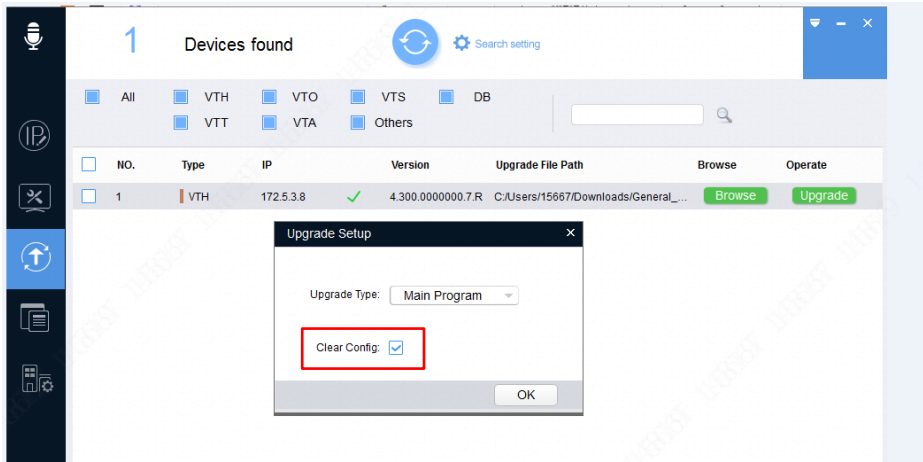 1 Devices found Search setting
All VTH VTO VTS DB
VTT VTA Others
NO. Type IP Version Upgrade File Path Browse Operate
1 VTH 172.5.3.8 4.300.0000000.7.R C:/Users/15667/Downloads/General_... Browse Upgrade
Upgrade Setup
Upgrade Type: Main Program
Clear Config:
OK